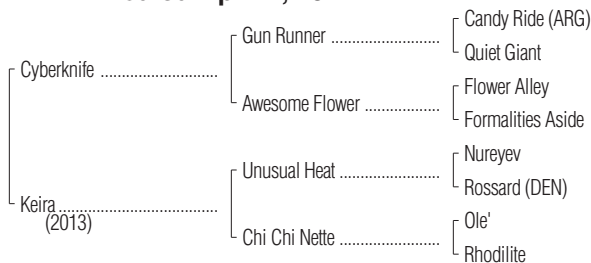 Candy Ride (ARG)
Gun Runner
Quiet Giant
Cyberknife
Flower Alley
Awesome Flower
Formalities Aside
Nureyev
Unusual Heat
Rossard (DEN)
Keira
(2013)
Ole'
Chi Chi Nette
Rhodilite